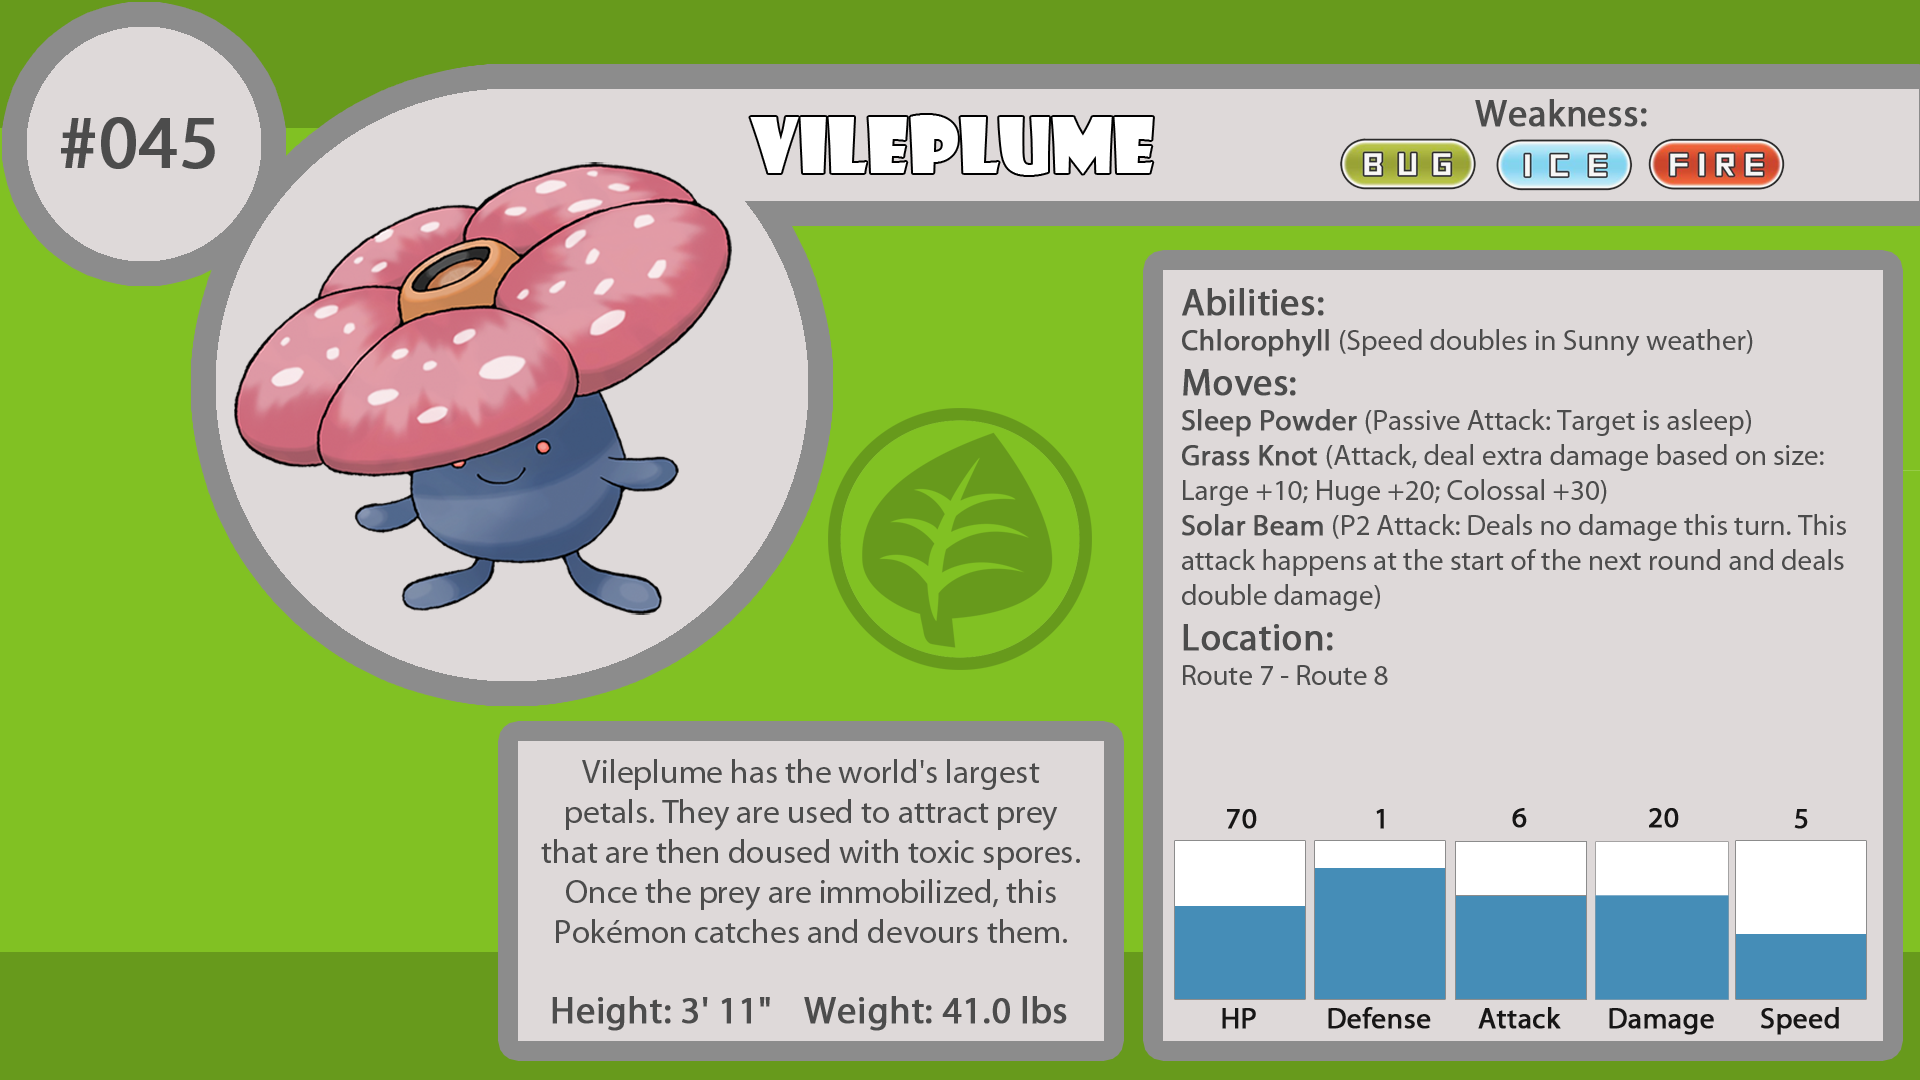 #045
VILEPLUME
Weakness:
BUG ICE FIRE
Abilities:
Chlorophyll (Speed doubles in Sunny weather)
Moves:
Sleep Powder (Passive Attack: Target is asleep)
Grass Knot (Attack, deal extra damage based on size:
Large +10; Huge +20; Colossal +30)
Solar Beam (P2 Attack: Deals no damage this turn. This
attack happens at the start of the next round and deals
double damage)
Location:
Route 7 - Route 8
Vileplume has the world's largest
petals. They are used to attract prey
that are then doused with toxic spores.
Once the prey are immobilized, this
Pokémon catches and devours them.
Height: 3' 11" Weight: 41.0 lbs
70 1 6 20 5
HP Defense Attack Damage Speed